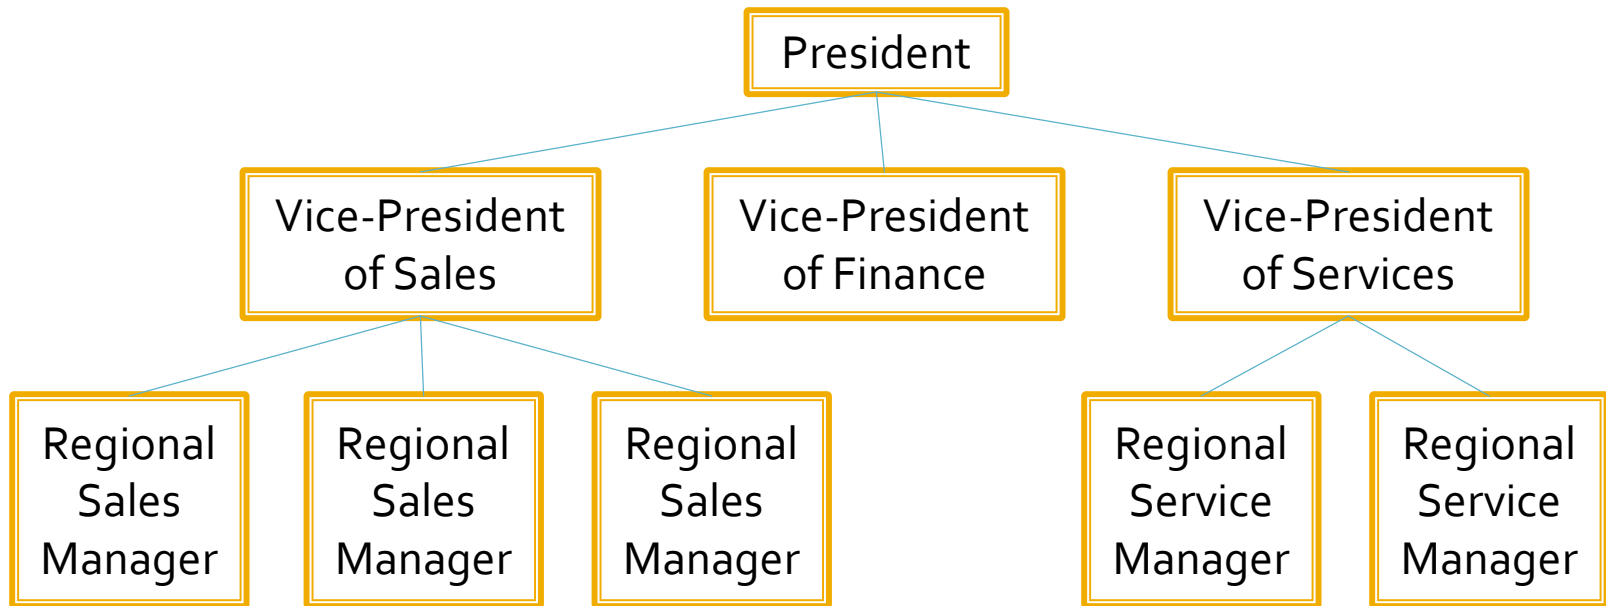 President
Vice-President
of Sales
Vice-President
of Finance
Vice-President
of Services
Regional
Sales
Manager
Regional
Sales
Manager
Regional
Sales
Manager
Regional
Service
Manager
Regional
Service
Manager